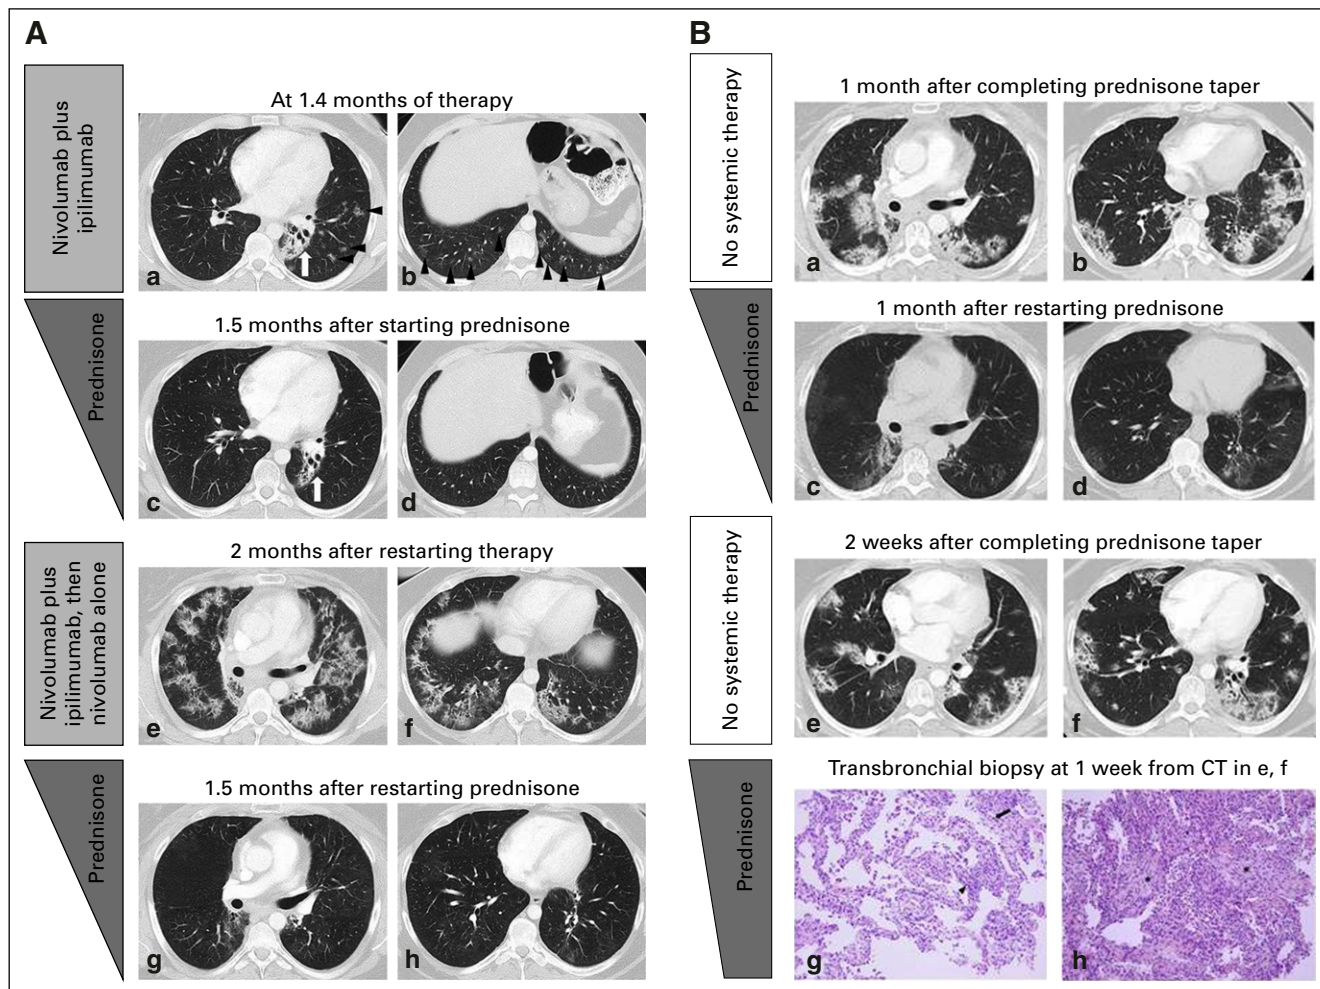 A
Nivolumab plus
ipilimumab
At 1.4 months of therapy
a
b
Prednisone
1.5 months after starting prednisone
c
d
Nivolumab plus
ipilimumab, then
nivolumab alone
2 months after restarting therapy
e
f
Prednisone
1.5 months after restarting prednisone
g
h
B
No systemic therapy
1 month after completing prednisone taper
a
b
Prednisone
1 month after restarting prednisone
c
d
No systemic therapy
2 weeks after completing prednisone taper
e
f
Prednisone
Transbronchial biopsy at 1 week from CT in e, f
g
h